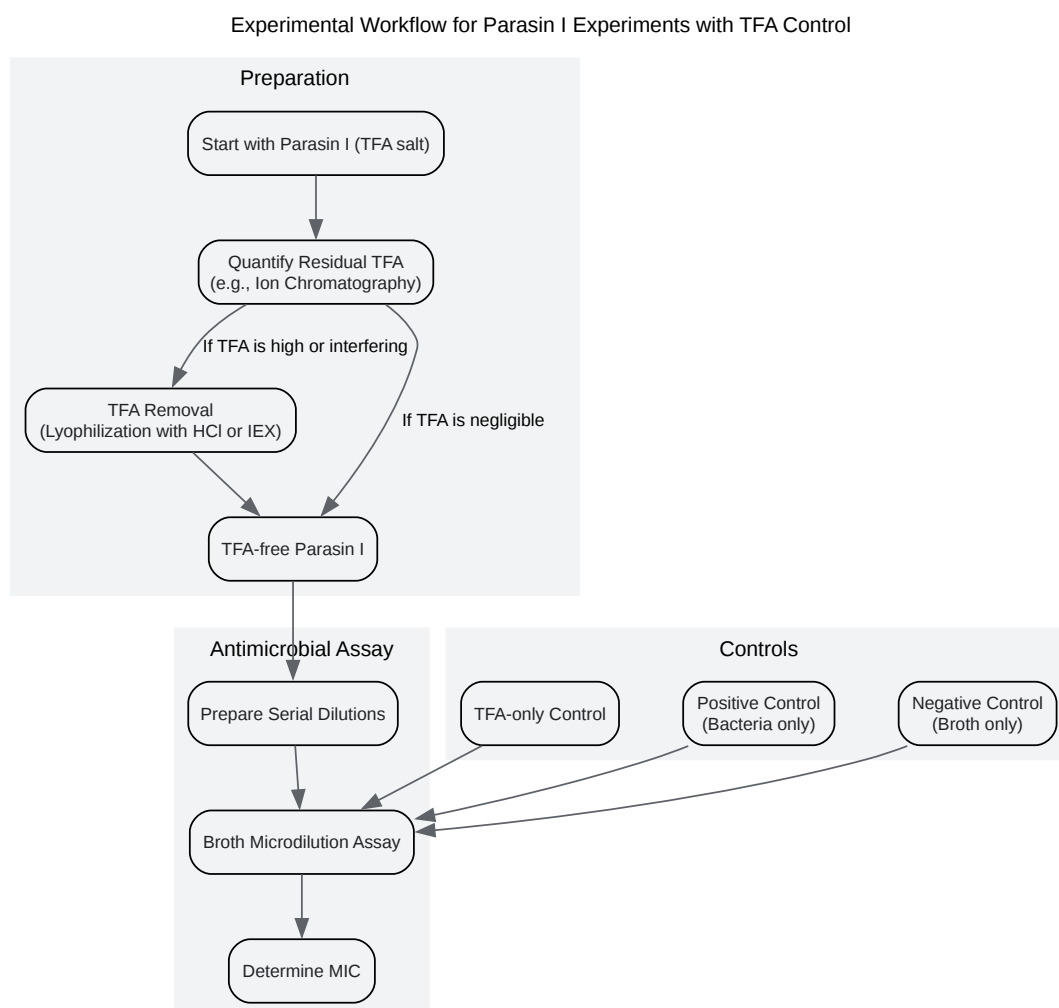 Experimental Workflow for Parasin I Experiments with TFA Control
Preparation
Start with Parasin I (TFA salt)
Quantify Residual TFA
(e.g., Ion Chromatography)
If TFA is high or interfering
TFA Removal
(Lyophilization with HCl or IEX)
If TFA is negligible
TFA-free Parasin I
Antimicrobial Assay
Controls
Prepare Serial Dilutions
TFA-only Control
Positive Control
(Bacteria only)
Negative Control
(Broth only)
Broth Microdilution Assay
Determine MIC